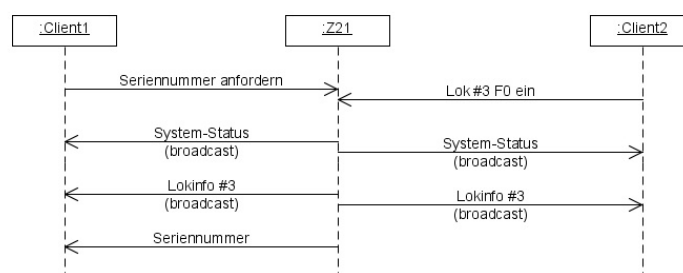 :Client1
:Z21
:Client2
Seriennummer anfordern
Lok #3 F0 ein
System-Status
(broadcast)
System-Status
(broadcast)
Lokinfo #3
(broadcast)
Lokinfo #3
(broadcast)
Seriennummer